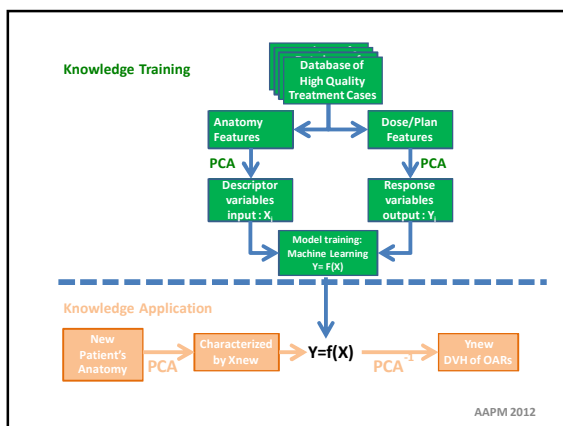 Knowledge Training
Database of
High Quality
Treatment Cases
Anatomy
Features
Dose/Plan
Features
PCA
PCA
Descriptor
variables
input : Xi
Response
variables
output : Yi
Model training:
Machine Learning
Y= F(X)
Knowledge Application
New
Patient's
Anatomy
PCA
Characterized
by Xnew
Y=f(X)
PCA-1
Ynew
DVH of OARs
AAPM 2012